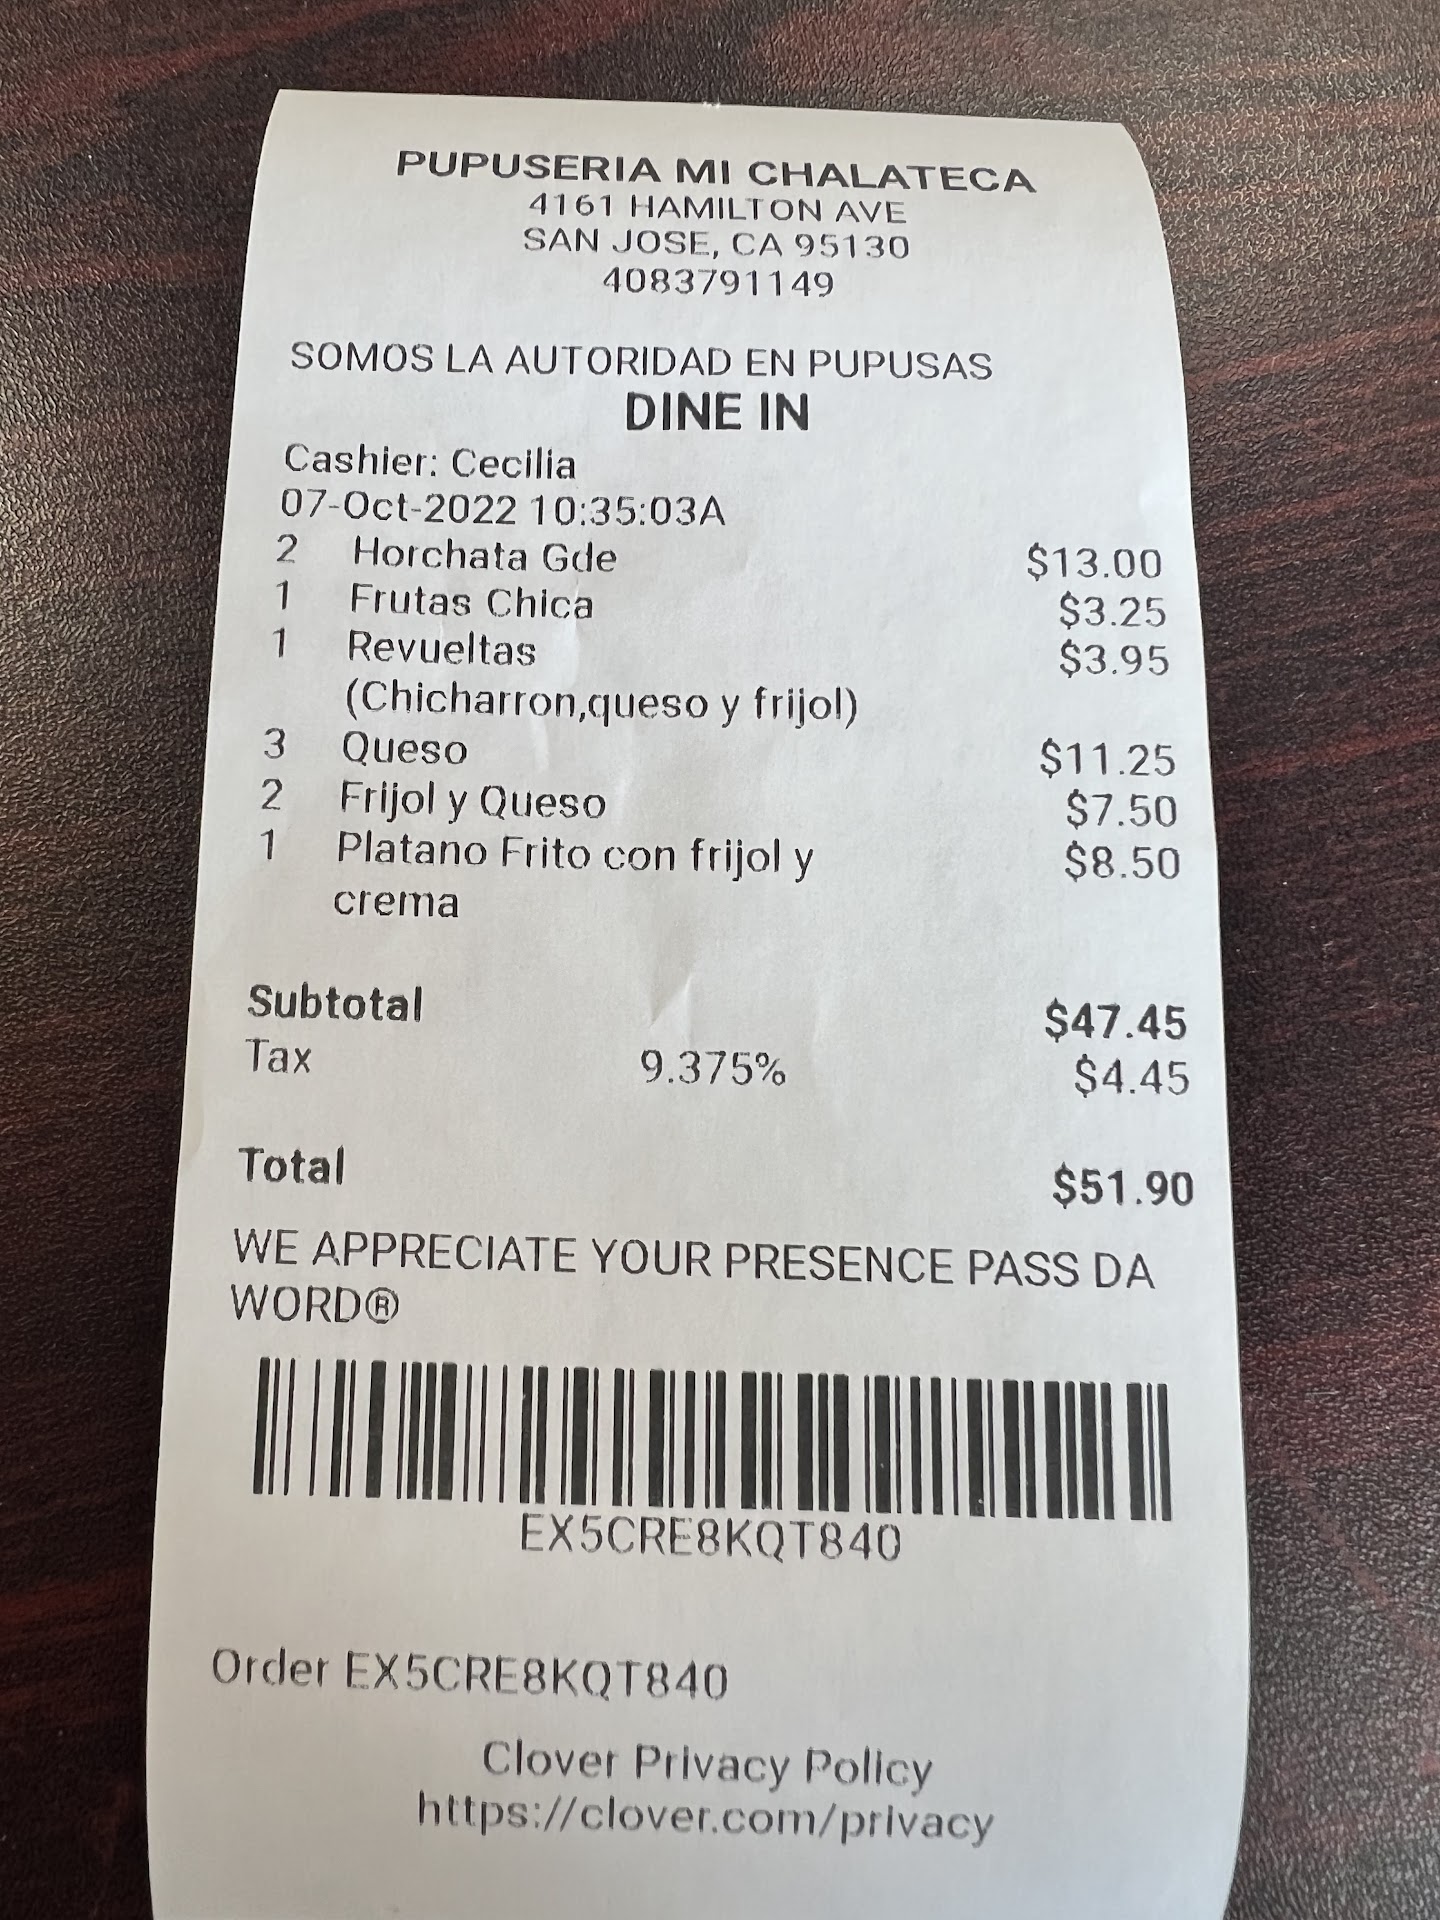 PUPUSERIA MI CHALATECA
4161 HAMILTON AVE
SAN JOSE, CA 95130
4083791149
SOMOS LA AUTORIDAD EN PUPUSAS
DINE IN
Cashier: Cecilia
07-Oct-2022 10:35:03A
2 Horchata Gde $13.00
1 Frutas Chica $3.25
1 Revueltas $3.95
(Chicharron,queso y frijol)
3 Queso $11.25
2 Frijol y Queso $7.50
1 Platano Frito con frijol y $8.50
crema
Subtotal $47.45
Tax 9.375% $4.45
Total $51.90
WE APPRECIATE YOUR PRESENCE PASS DA
WORD®
EX5CRE8KQT840
Order EX5CRE8KQT840
Clover Privacy Policy
https://clover.com/privacy